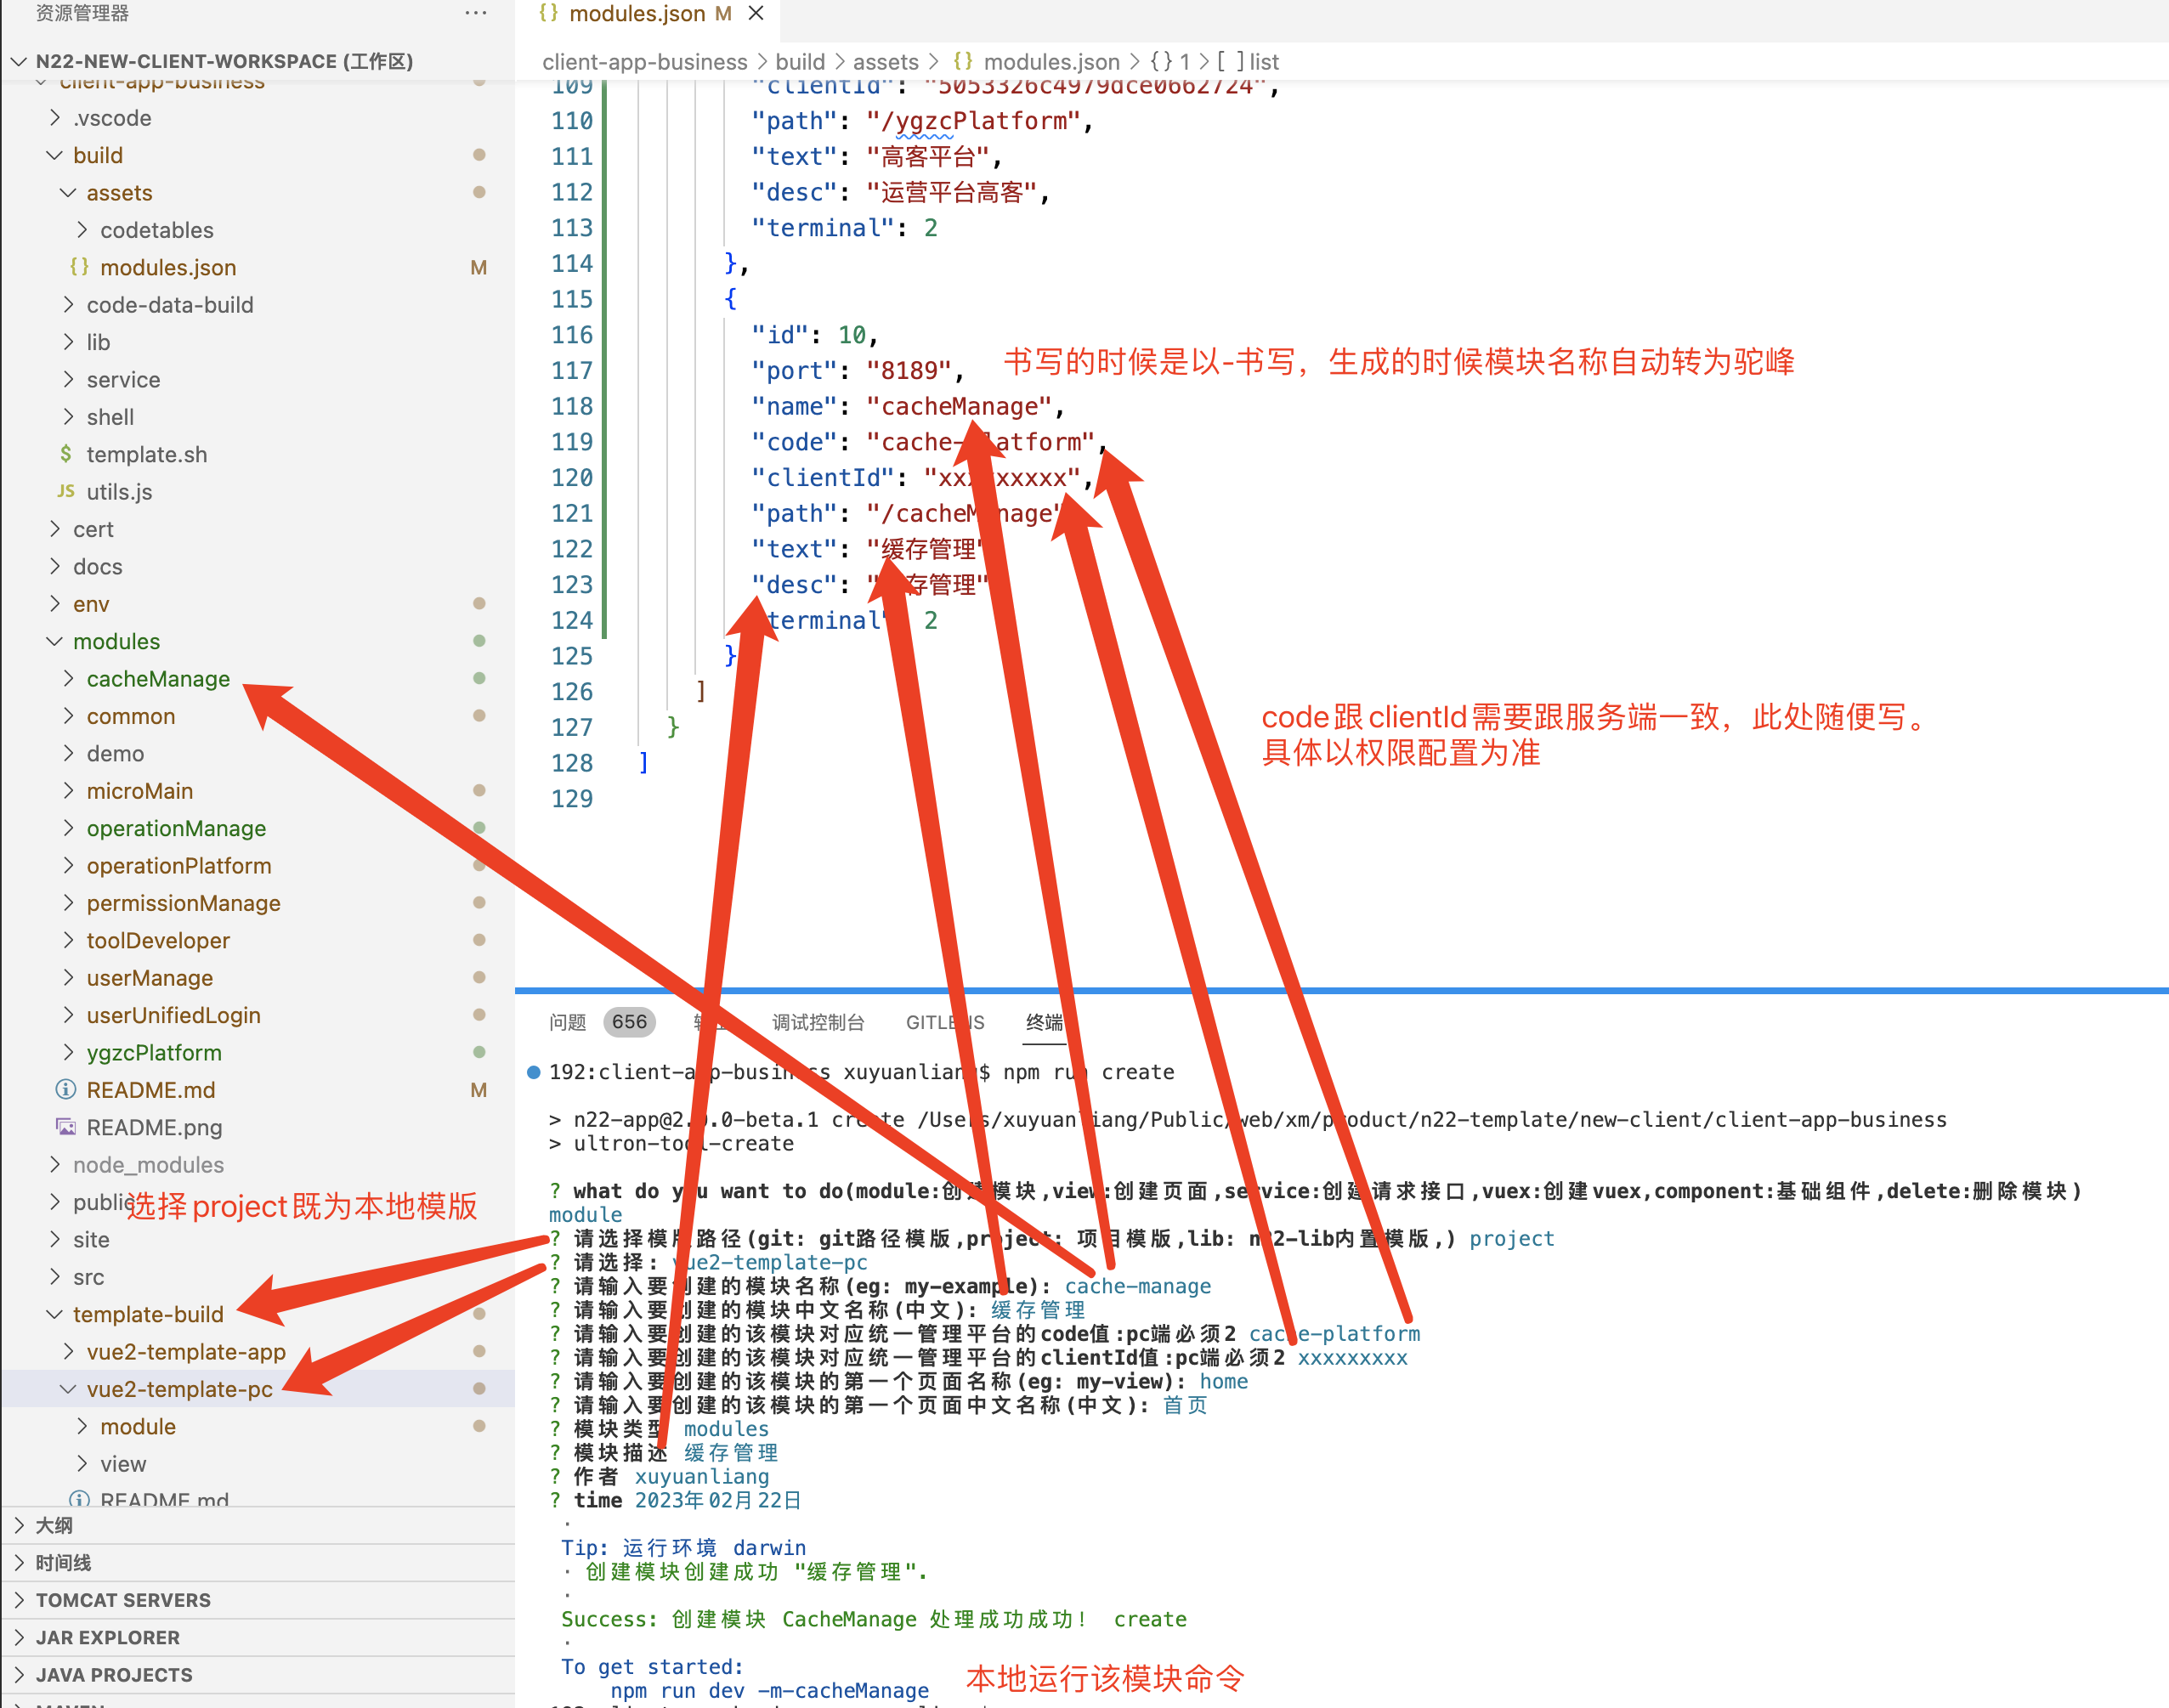 资源管理器 ···
N22-NEW-CLIENT-WORKSPACE (工作区)
client-app-business
.vscode
build
assets
codetables
{} modules.json M
code-data-build
lib
service
shell
$ template.sh
JS utils.js
cert
docs
env
modules
cacheManage
common
demo
microMain
operationManage
operationPlatform
permissionManage
toolDeveloper
userManage
userUnifiedLogin
ygzcPlatform
README.md M
README.png
node_modules
public
选择project既为本地模版
site
src
template-build
vue2-template-app
vue2-template-pc
module
view
README.md
大纲
时间线
TOMCAT SERVERS
JAR EXPLORER
JAVA PROJECTS
MAVEN
{} modules.json M ×
client-app-business > build > assets > {} modules.json > {} 1 > [ ] list
109 "clientId": "5053326c4979dce0662724",
110 "path": "/ygzcPlatform",
111 "text": "高客平台",
112 "desc": "运营平台高客",
113 "terminal": 2
114 },
115 {
116 "id": 10,
117 "port": "8189",
书写的时候是以-书写，生成的时候模块名称自动转为驼峰
118 "name": "cacheManage",
119 "code": "cache-platform",
120 "clientId": "xxxxxxxxx",
121 "path": "/cacheManage"
122 "text": "缓存管理"
123 "desc": "缓存管理"
124 "terminal": 2
125 }
126 ]
127 }
128 ]
129
code跟clientId需要跟服务端一致，此处随便写。
具体以权限配置为准
问题 656 输出 调试控制台 GITLENS 终端
192:client-app-business xuyuanliang$ npm run create
> n22-app@2.0.0-beta.1 create /Users/xuyuanliang/Public/web/xm/product/n22-template/new-client/client-app-business
> ultron-tool-create
? what do you want to do(module:创建模块,view:创建页面,service:创建请求接口,vuex:创建vuex,component:基础组件,delete:删除模块)
module
? 请选择模版路径(git: git路径模版,project: 项目模版,lib: n22-lib内置模版,) project
? 请选择: vue2-template-pc
? 请输入要创建的模块名称(eg: my-example): cache-manage
? 请输入要创建的模块中文名称(中文): 缓存管理
? 请输入要创建的该模块对应统一管理平台的code值:pc端必须2 cache-platform
? 请输入要创建的该模块对应统一管理平台的clientId值:pc端必须2 xxxxxxxxx
? 请输入要创建的该模块的第一个页面名称(eg: my-view): home
? 请输入要创建的该模块的第一个页面中文名称(中文): 首页
? 模块类型 modules
? 模块描述 缓存管理
? 作者 xuyuanliang
? time 2023年02月22日
·
Tip: 运行环境 darwin
· 创建模块创建成功 "缓存管理".
·
Success: 创建模块 CacheManage 处理成功成功！ create
·
To get started:
npm run dev -m-cacheManage
本地运行该模块命令